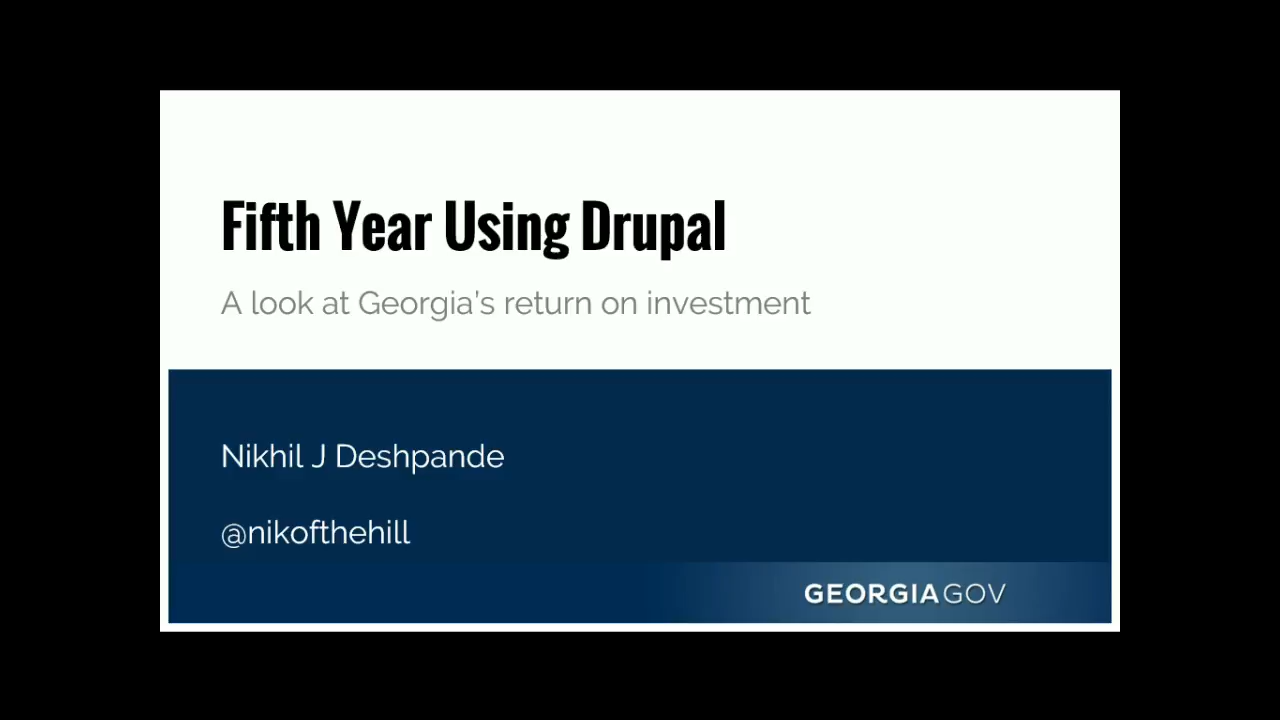 Fifth Year Using Drupal
A look at Georgia's return on investment
Nikhil J Deshpande
@nikofthehill
GEORGIAGOV